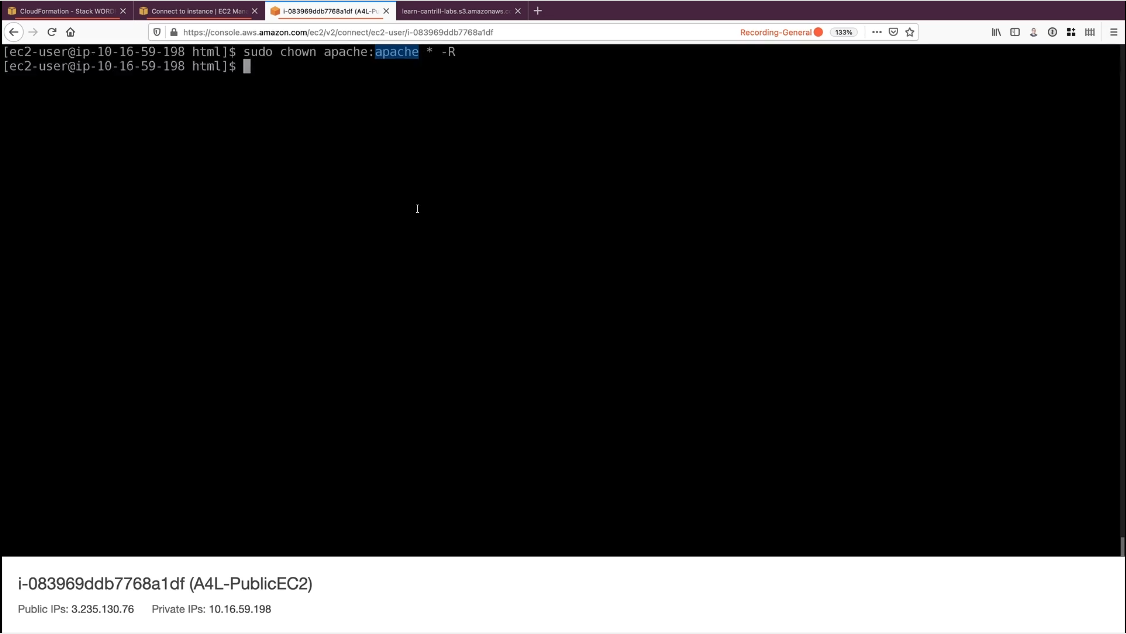 CloudFormation - Stack WORD
Connect to instance | EC2 Man
i-083969ddb7768a1df (A4L-Pu
learn-cantrill-labs.s3.amazonaws.
https://console.aws.amazon.com/ec2/v2/connect/ec2-user/i-083969ddb7768a1df
Recording-General
133%
[ec2-user@ip-10-16-59-198 html]$ sudo chown apache:apache * -R
[ec2-user@ip-10-16-59-198 html]$
i-083969ddb7768a1df (A4L-PublicEC2)
Public IPs: 3.235.130.76 Private IPs: 10.16.59.198